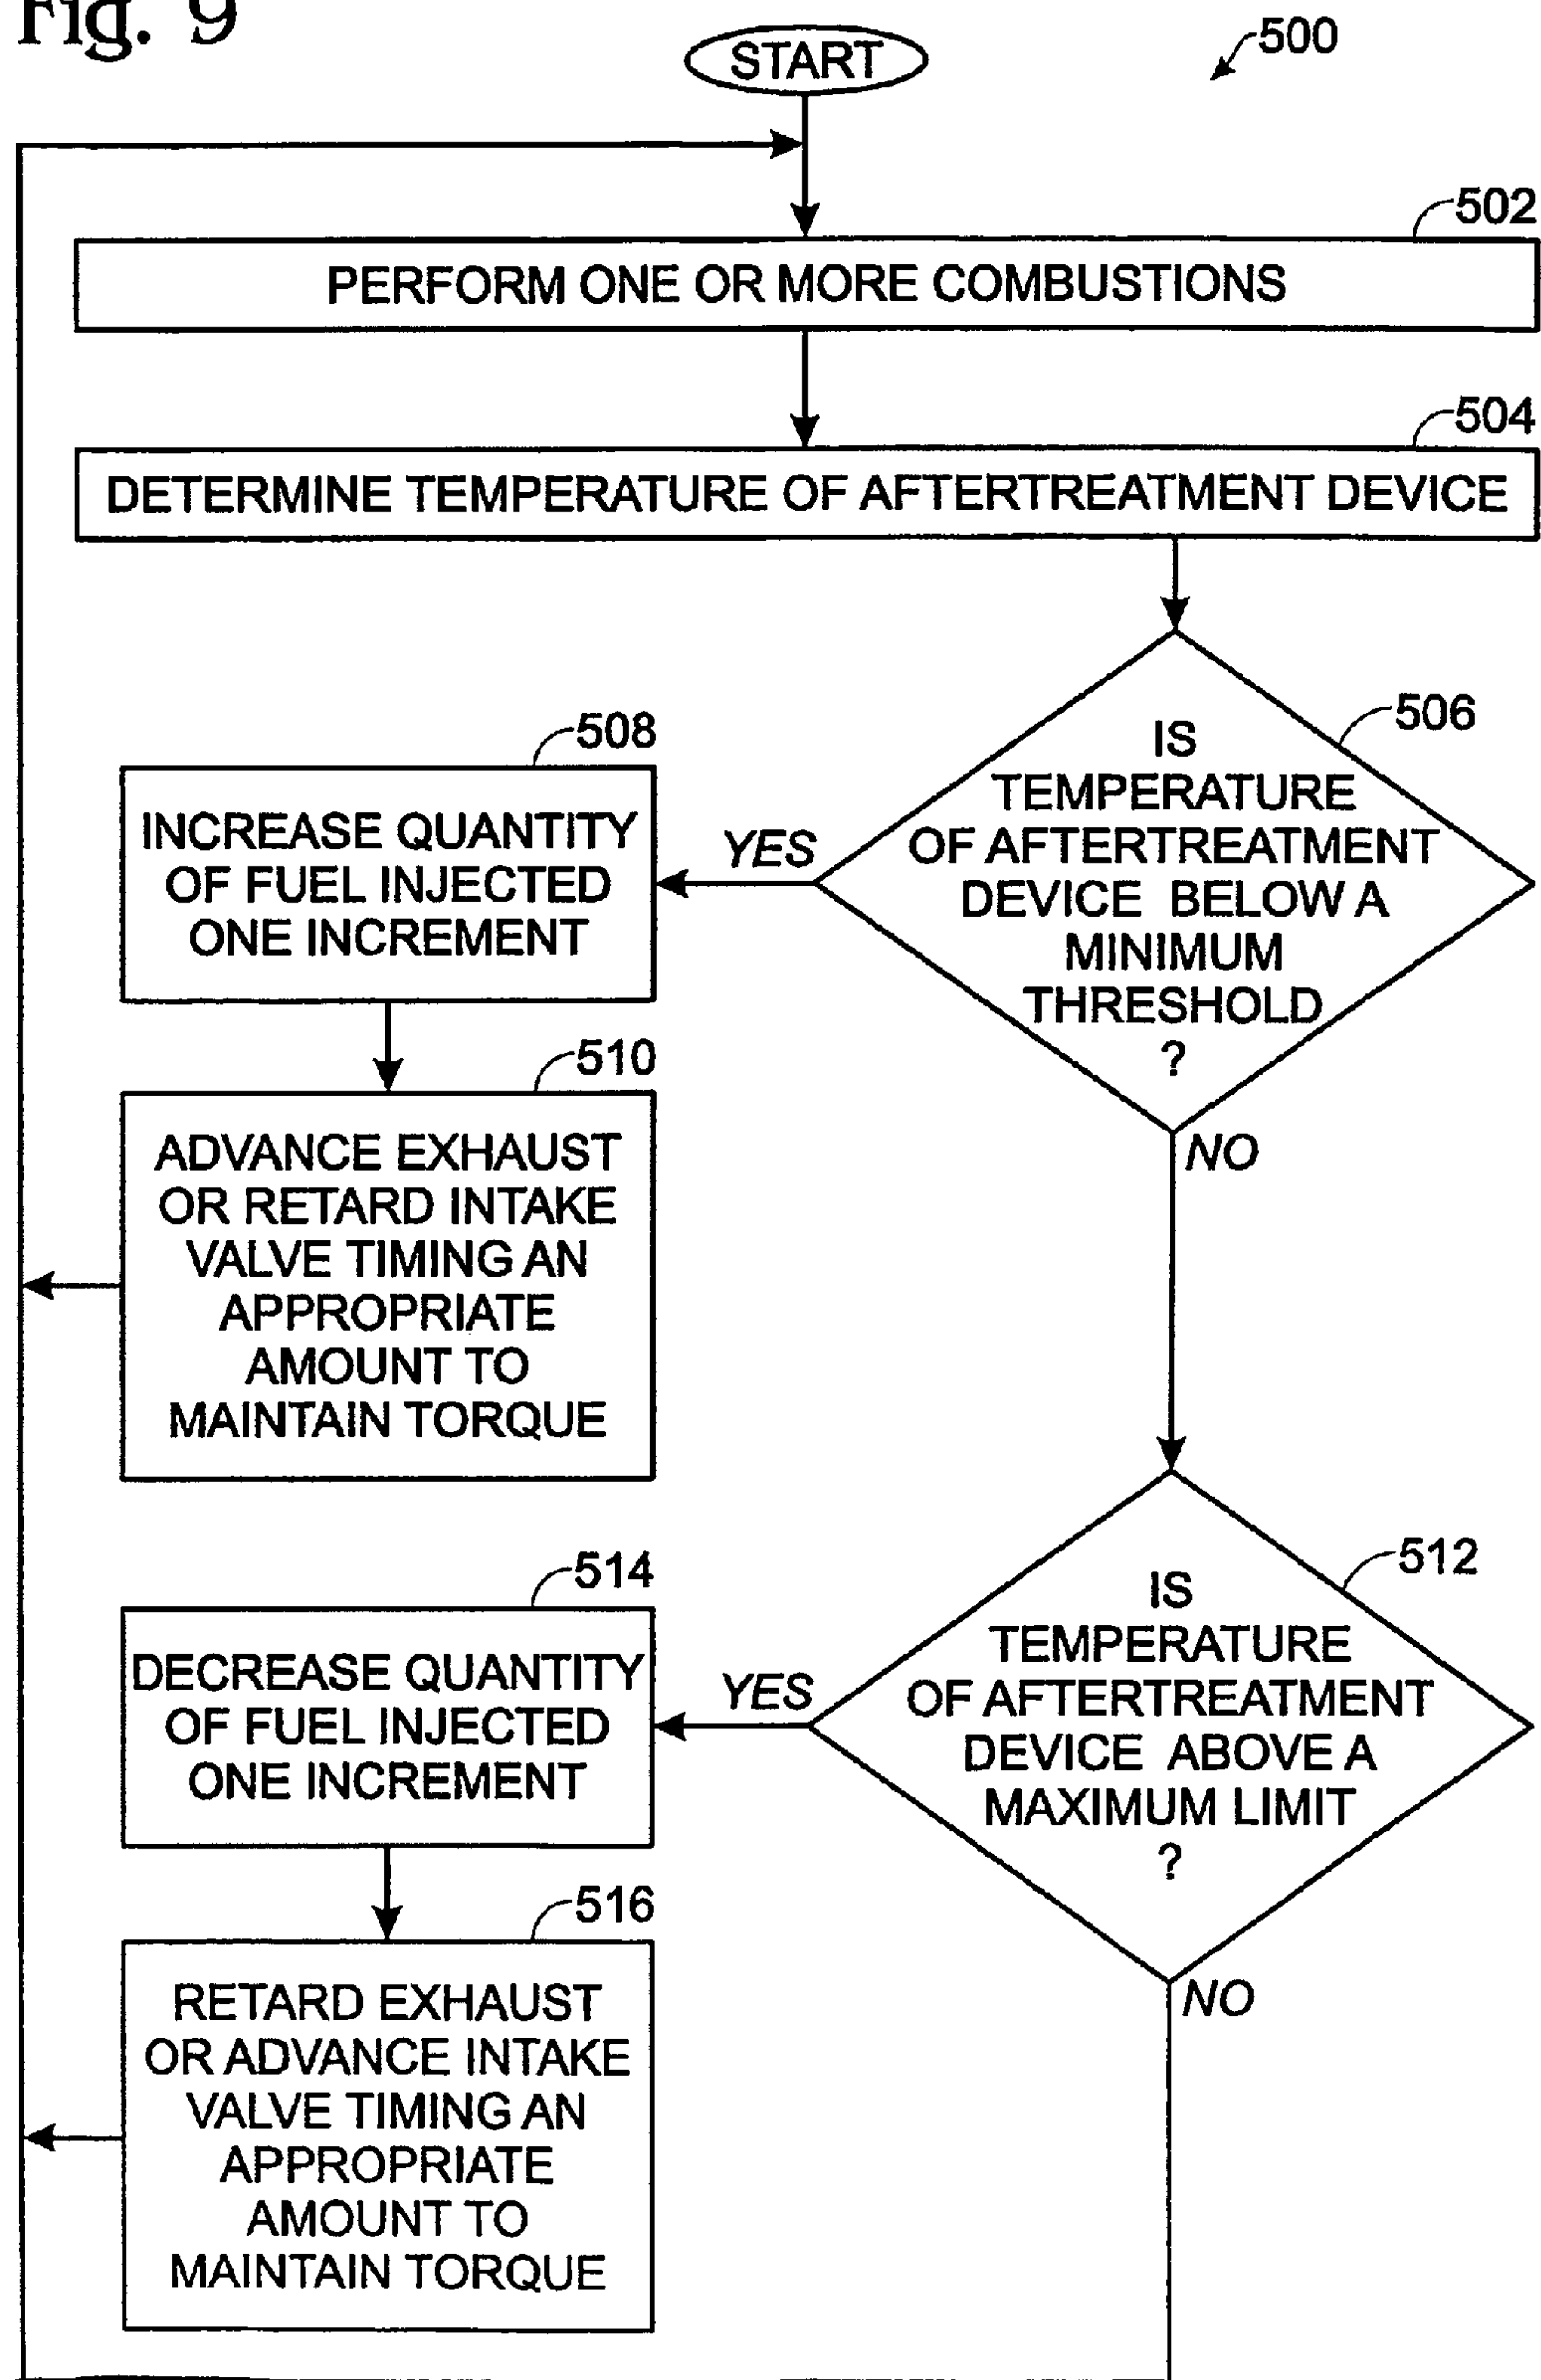 Fig. 9
START
500
502
PERFORM ONE OR MORE COMBUSTIONS
504
DETERMINE TEMPERATURE OF AFTERTREATMENT DEVICE
506
IS
TEMPERATURE
OF AFTERTREATMENT
DEVICE BELOW A
MINIMUM
THRESHOLD
?
YES
NO
508
INCREASE QUANTITY
OF FUEL INJECTED
ONE INCREMENT
510
ADVANCE EXHAUST
OR RETARD INTAKE
VALVE TIMING AN
APPROPRIATE
AMOUNT TO
MAINTAIN TORQUE
512
IS
TEMPERATURE
OF AFTERTREATMENT
DEVICE ABOVE A
MAXIMUM LIMIT
?
YES
NO
514
DECREASE QUANTITY
OF FUEL INJECTED
ONE INCREMENT
516
RETARD EXHAUST
OR ADVANCE INTAKE
VALVE TIMING AN
APPROPRIATE
AMOUNT TO
MAINTAIN TORQUE